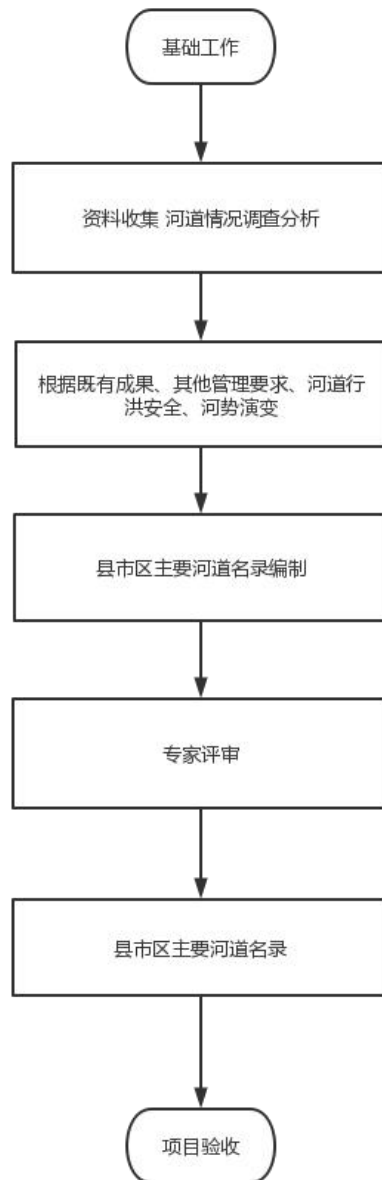 基础工作
资料收集 河道情况调查分析
根据既有成果、其他管理要求、河道行
洪安全、河势演变
县市区主要河道名录编制
专家评审
县市区主要河道名录
项目验收